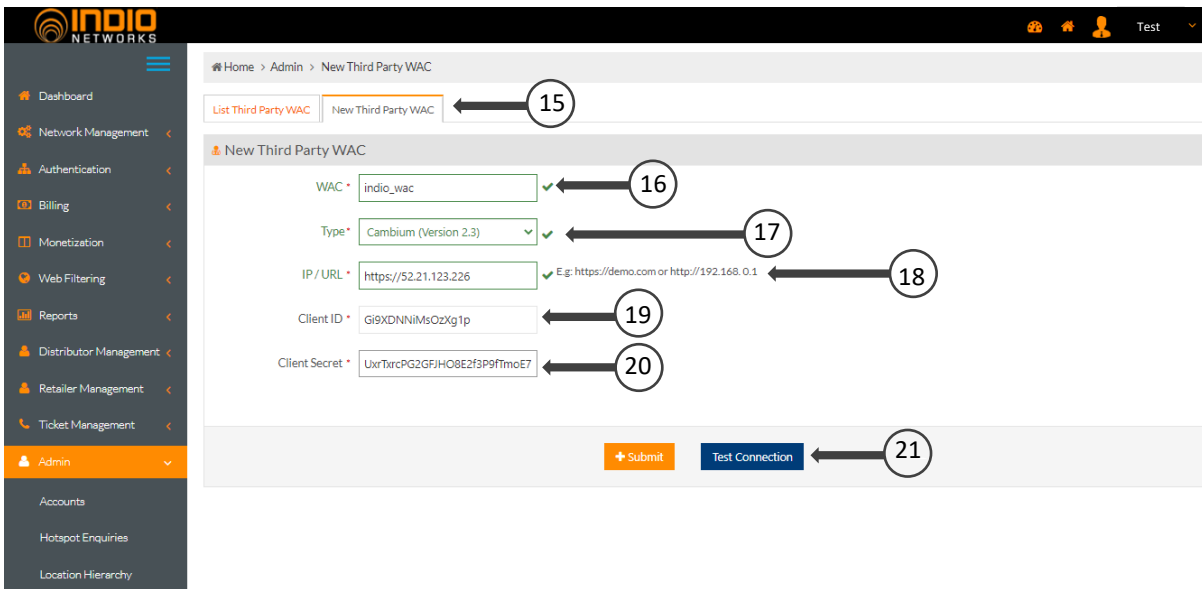 INDIO
NETWORKS
Test
Home > Admin > New Third Party WAC
List Third Party WAC
New Third Party WAC
15
Dashboard
Network Management
Authentication
Billing
Monetization
Web Filtering
Reports
Distributor Management
Retailer Management
Ticket Management
Admin
Accounts
Hotspot Enquiries
Location Hierarchy
New Third Party WAC
WAC * indio_wac
16
Type* Cambium (Version 2.3)
17
IP / URL * https://52.21.123.226 E.g: https://demo.com or http://192.168. 0.1
18
Client ID * Gi9XDNNiMsOzXg1p
19
Client Secret * UxrTxrcPG2GFJHO8E2f3P9fTmoE7
20
+ Submit
Test Connection
21